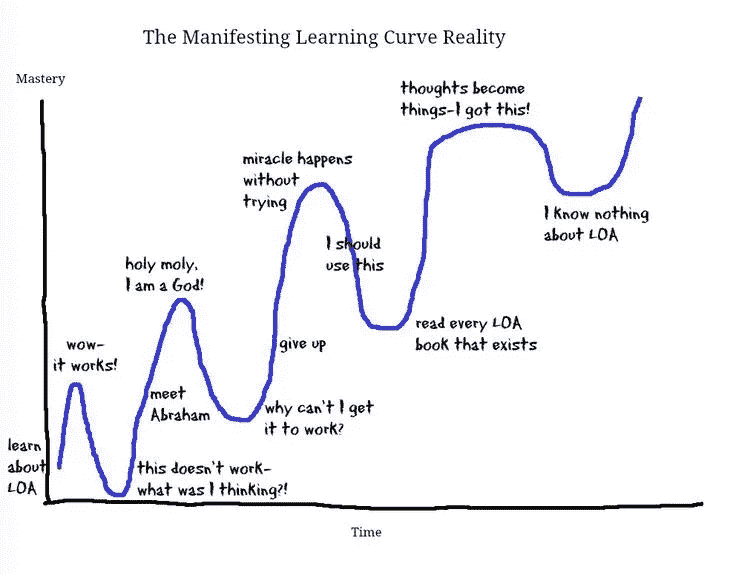 The Manifesting Learning Curve Reality
Mastery
thoughts become
things-I got this!
miracle happens
without
trying
I know nothing
about LOA
I should
use this
holy moly,
I am a God!
read every LOA
book that exists
wow-
it works!
give up
meet
Abraham
why can't I get
it to work?
learn
about
LOA
this doesn't work-
what was I thinking?!
Time